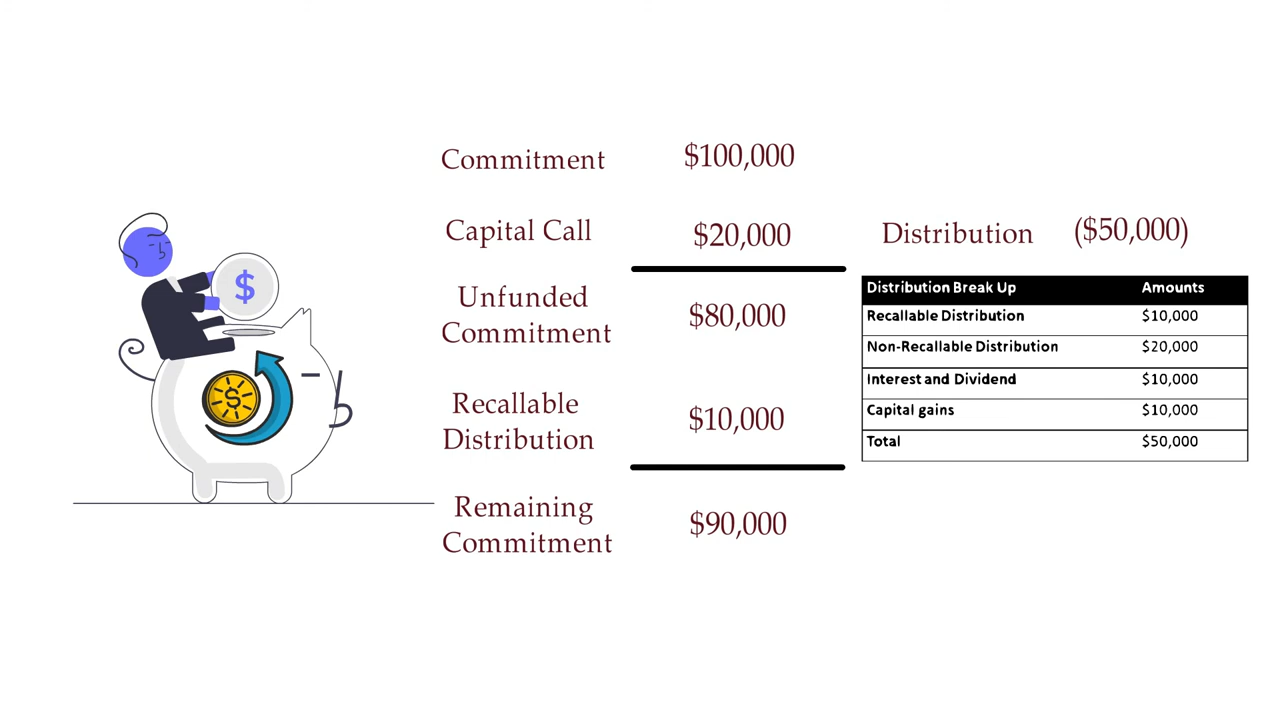 Commitment $100,000
Capital Call $20,000
Unfunded
Commitment $80,000
Recallable
Distribution $10,000
Remaining
Commitment $90,000
Distribution ($50,000)
Distribution Break Up Amounts
Recallable Distribution $10,000
Non-Recallable Distribution $20,000
Interest and Dividend $10,000
Capital gains $10,000
Total $50,000
$
$